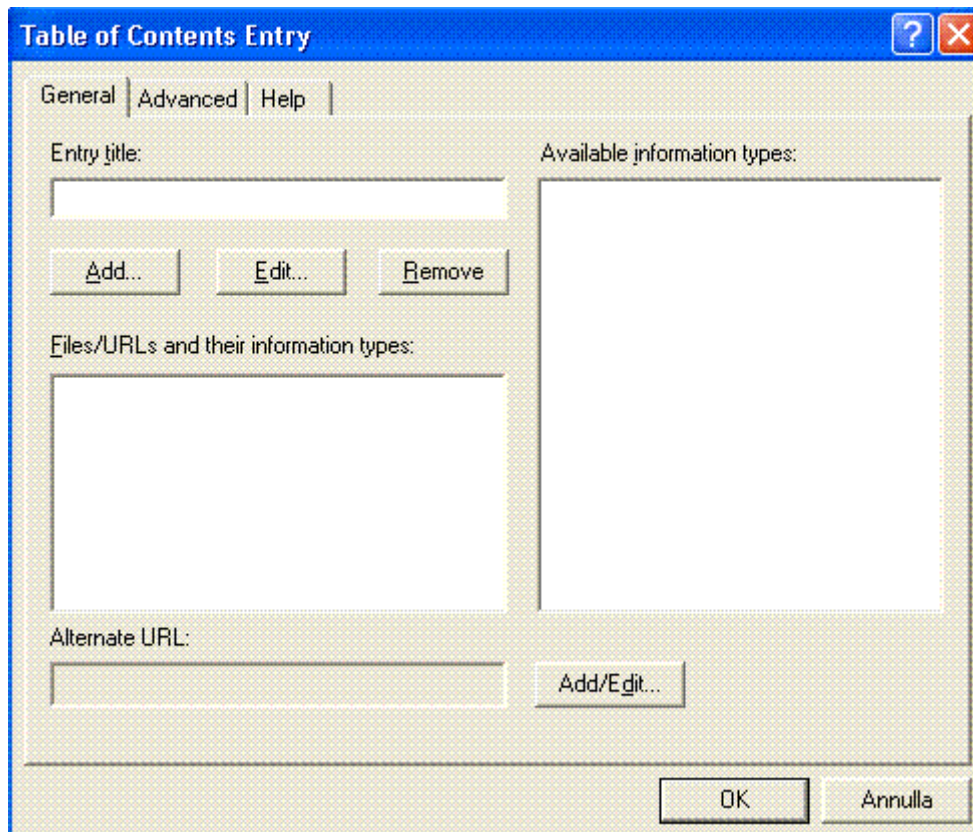 Table of Contents Entry
General Advanced Help
Entry title:
Available information types:
Add... Edit... Remove
Files/URLs and their information types:
Alternate URL:
Add/Edit...
OK Annulla